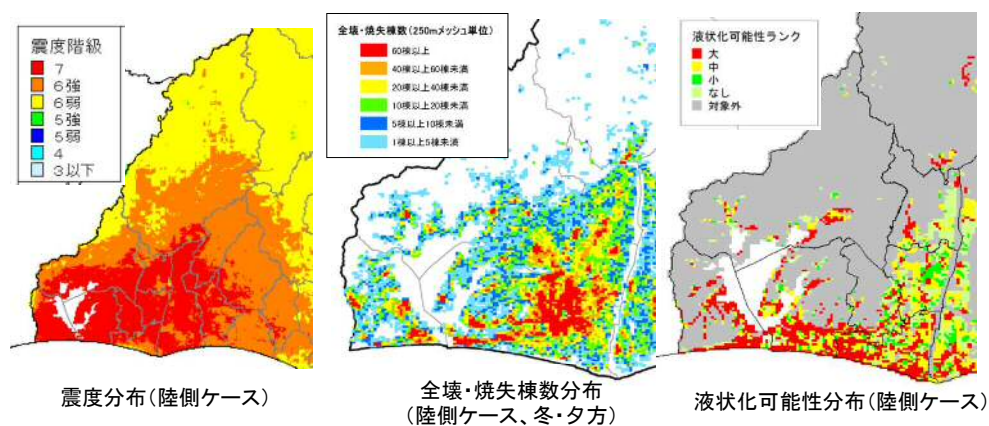 震度階級
7
6強
6弱
5強
5弱
4
3以下
震度分布(陸側ケース)
全壊・焼失棟数(250mメッシュ単位)
60棟以上
40棟以上60棟未満
20棟以上40棟未満
10棟以上20棟未満
5棟以上10棟未満
1棟以上5棟未満
全壊・焼失棟数分布
(陸側ケース、冬・夕方)
液状化可能性ランク
大
中
小
なし
対象外
液状化可能性分布(陸側ケース)